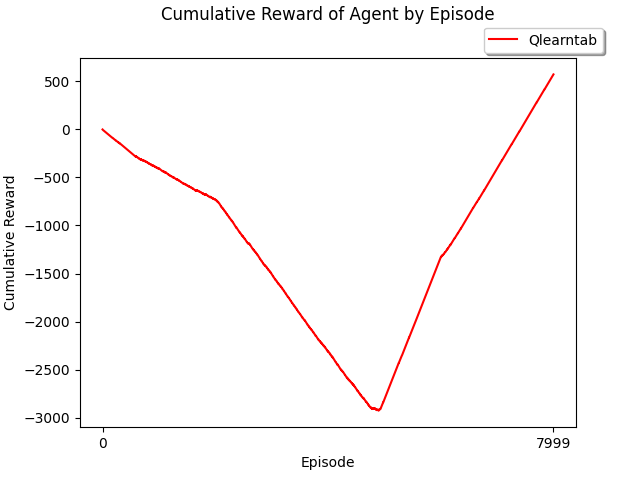 Cumulative Reward of Agent by Episode
Qlearntab
500
0
−500
−1000
−1500
−2000
−2500
−3000
Cumulative Reward
0 7999
Episode